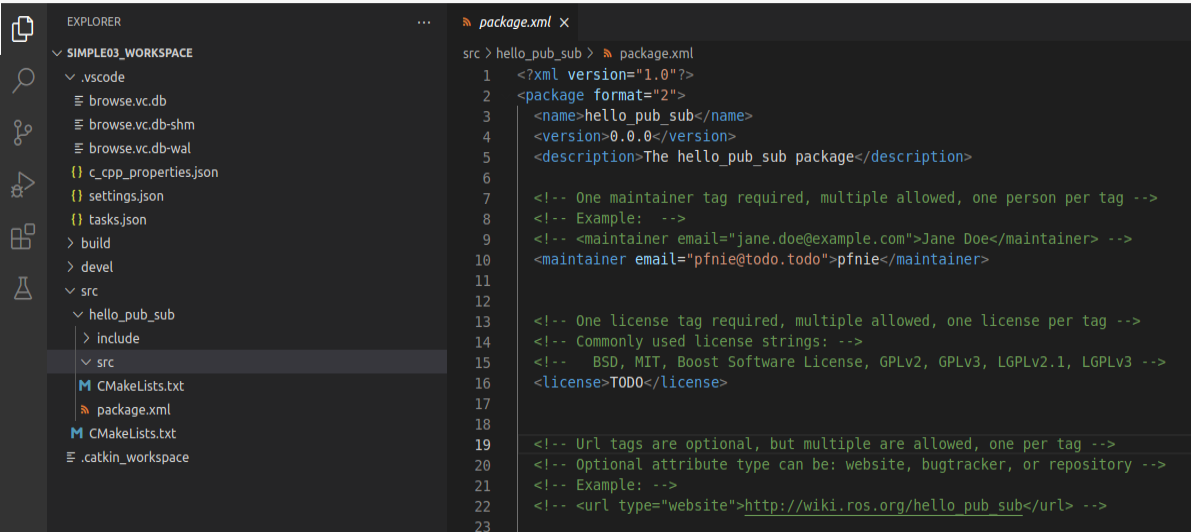 EXPLORER
SIMPLE03_WORKSPACE
.vscode
browse.vc.db
browse.vc.db-shm
browse.vc.db-wal
{} c_cpp_properties.json
{} settings.json
{} tasks.json
build
devel
src
hello_pub_sub
include
src
CMakeLists.txt
package.xml
CMakeLists.txt
.catkin_workspace
package.xml
src > hello_pub_sub > package.xml
1 <?xml version="1.0"?>
2 <package format="2">
3 <name>hello_pub_sub</name>
4 <version>0.0.0</version>
5 <description>The hello_pub_sub package</description>
6
7 <!-- One maintainer tag required, multiple allowed, one person per tag -->
8 <!-- Example:  -->
9 <!-- <maintainer email="jane.doe@example.com">Jane Doe</maintainer> -->
10 <maintainer email="pfnie@todo.todo">pfnie</maintainer>
11
12
13 <!-- One license tag required, multiple allowed, one license per tag -->
14 <!-- Commonly used license strings: -->
15 <!--   BSD, MIT, Boost Software License, GPLv2, GPLv3, LGPLv2.1, LGPLv3 -->
16 <license>TODO</license>
17
18
19 <!-- Url tags are optional, but multiple are allowed, one per tag -->
20 <!-- Optional attribute type can be: website, bugtracker, or repository -->
21 <!-- Example: -->
22 <!-- <url type="website">http://wiki.ros.org/hello_pub_sub</url> -->
23